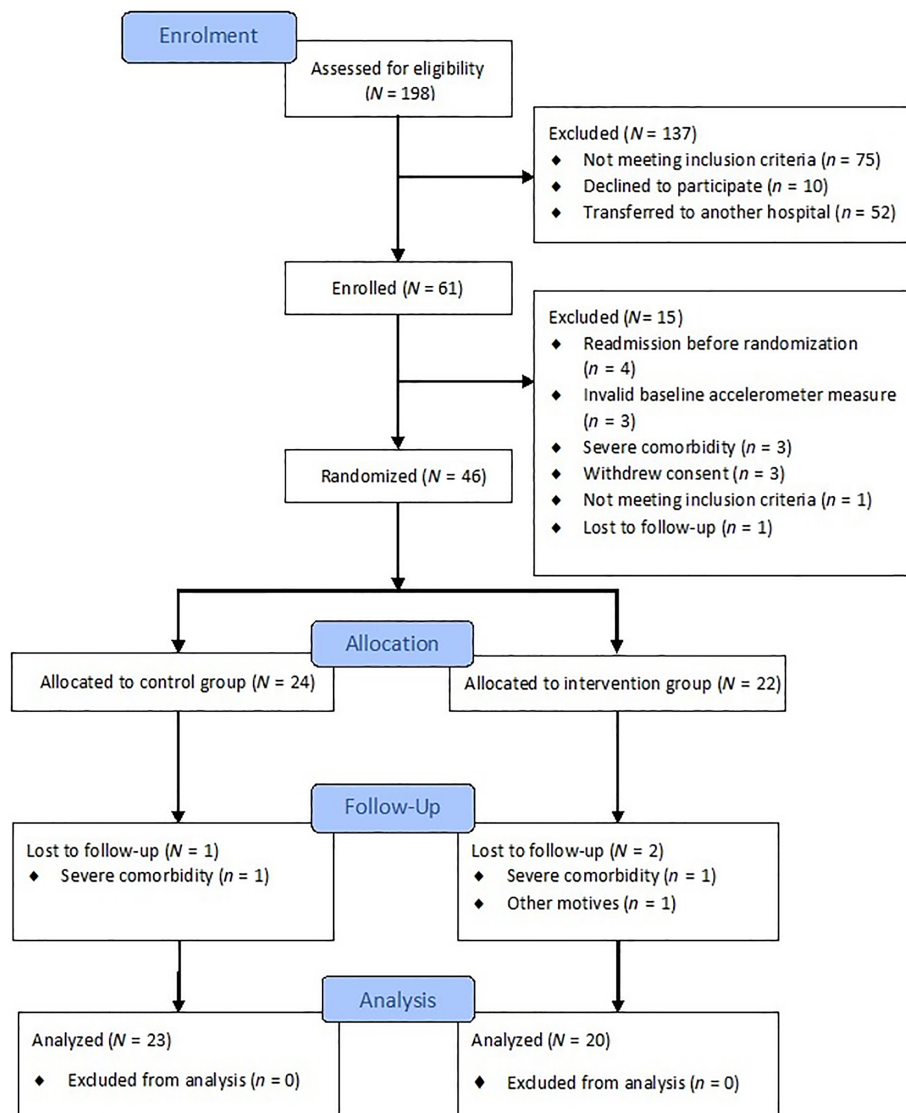 Enrolment
Assessed for eligibility
(N = 198)
Excluded (N = 137)
♦ Not meeting inclusion criteria (n = 75)
♦ Declined to participate (n = 10)
♦ Transferred to another hospital (n = 52)
Enrolled (N = 61)
Excluded (N= 15)
♦ Readmission before randomization
(n = 4)
♦ Invalid baseline accelerometer measure
(n = 3)
♦ Severe comorbidity (n = 3)
♦ Withdrew consent (n = 3)
♦ Not meeting inclusion criteria (n = 1)
♦ Lost to follow-up (n = 1)
Randomized (N = 46)
Allocation
Allocated to control group (N = 24)
Allocated to intervention group (N = 22)
Follow-Up
Lost to follow-up (N = 1)
♦ Severe comorbidity (n = 1)
Lost to follow-up (N = 2)
♦ Severe comorbidity (n = 1)
♦ Other motives (n = 1)
Analysis
Analyzed (N = 23)
♦ Excluded from analysis (n = 0)
Analyzed (N = 20)
♦ Excluded from analysis (n = 0)